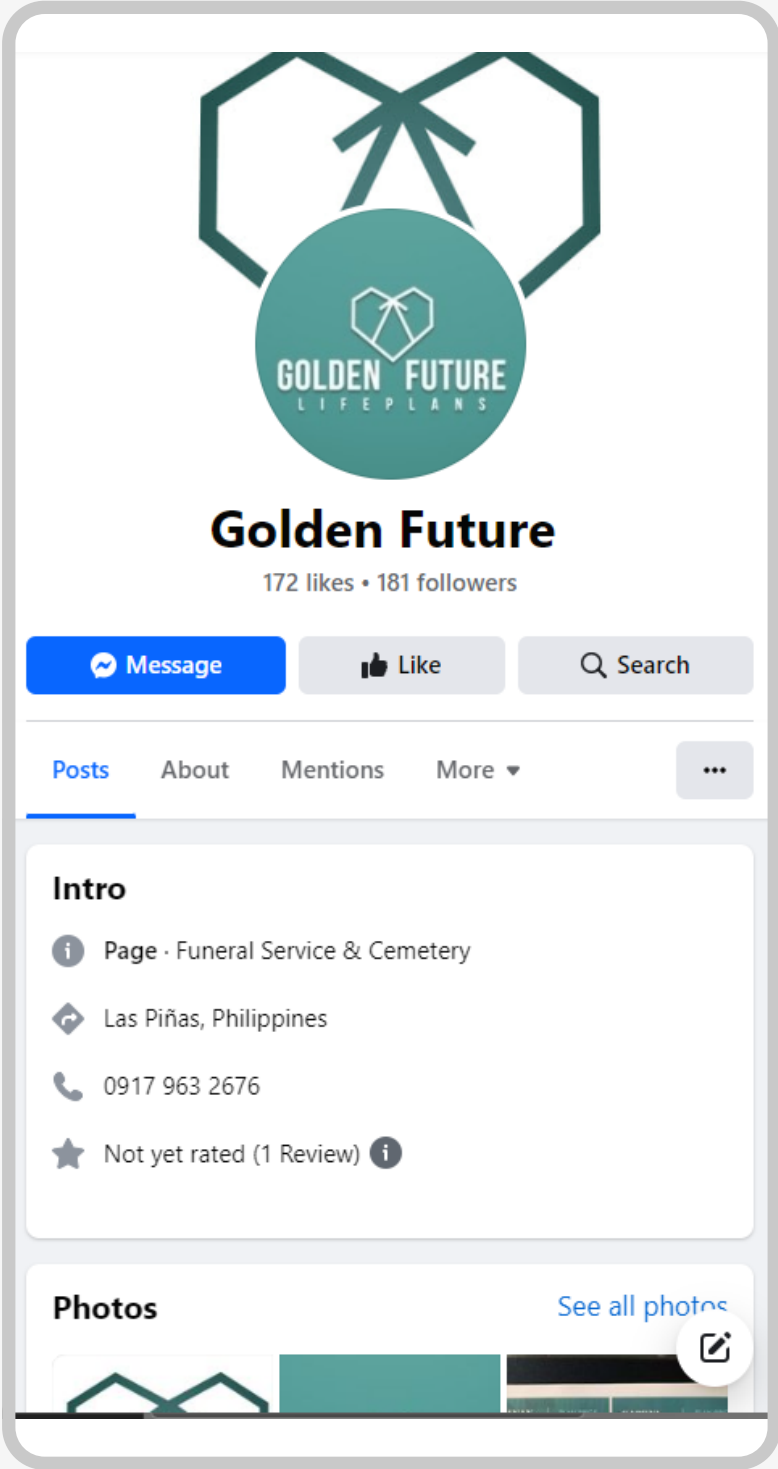 GOLDEN FUTURE
LIFEPLANS
Golden Future
172 likes • 181 followers
Message
Like
Search
Posts
About
Mentions
More
Intro
Page · Funeral Service & Cemetery
Las Piñas, Philippines
0917 963 2676
Not yet rated (1 Review)
Photos
See all photos